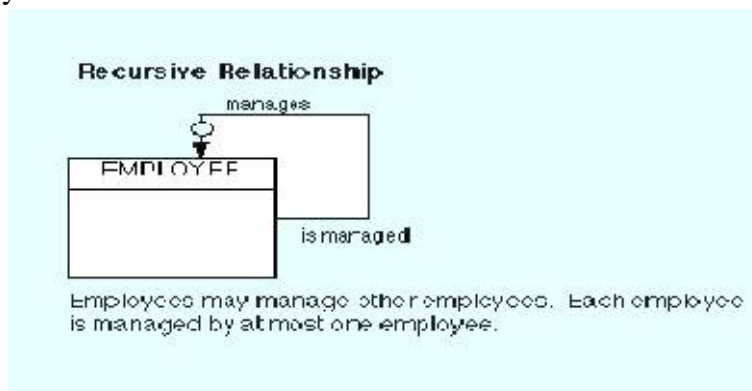 y
Recursive Relationship
manages
EMPLOYEE
is managed
Employees may manage other employees. Each employee
is managed by at most one employee.